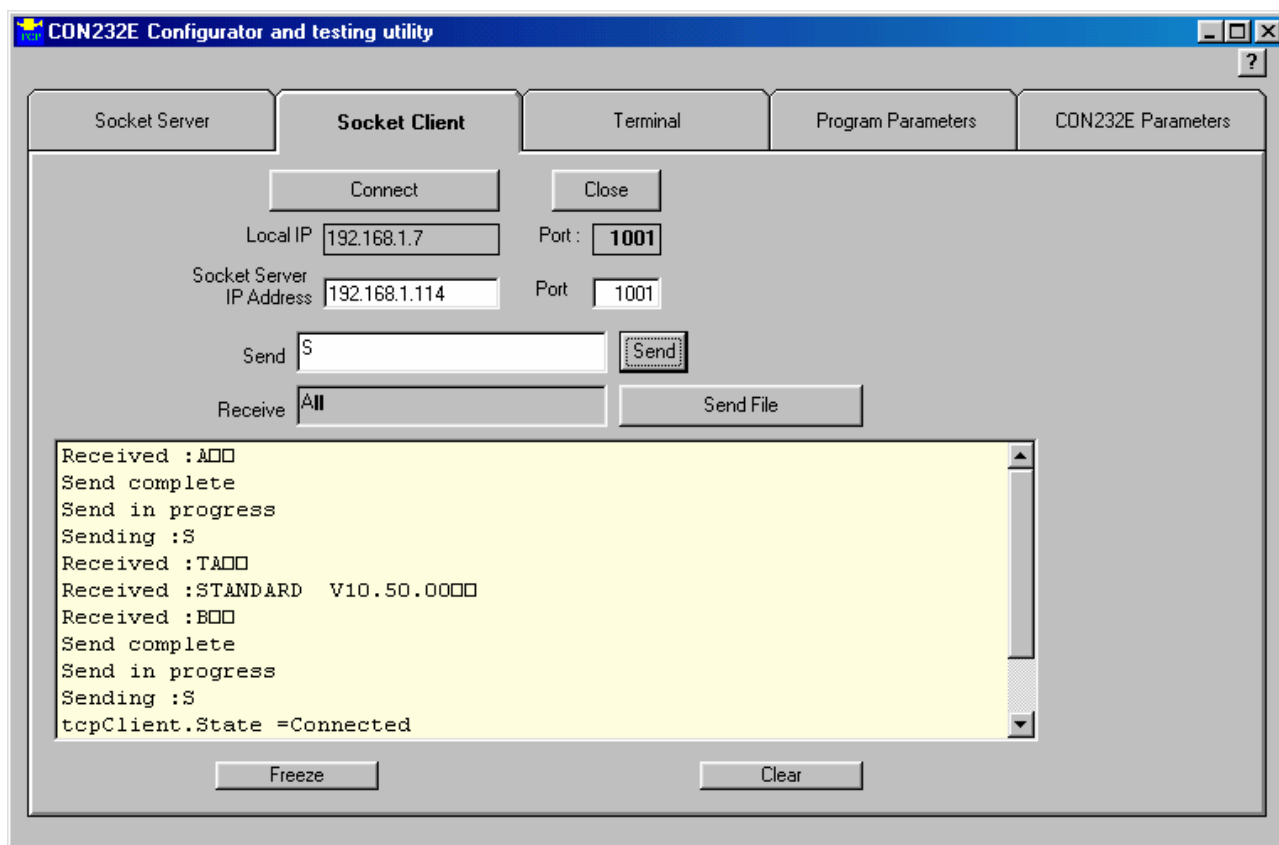 TCP CON232E Configurator and testing utility
?
Socket Server Socket Client Terminal Program Parameters CON232E Parameters
Connect Close
Local IP 192.168.1.7 Port : 1001
Socket Server
IP Address 192.168.1.114 Port 1001
Send S Send
Receive A‖ Send File
Received :A□□
Send complete
Send in progress
Sending :S
Received :TA□□
Received :STANDARD  V10.50.00□□
Received :B□□
Send complete
Send in progress
Sending :S
tcpClient.State =Connected
Freeze Clear